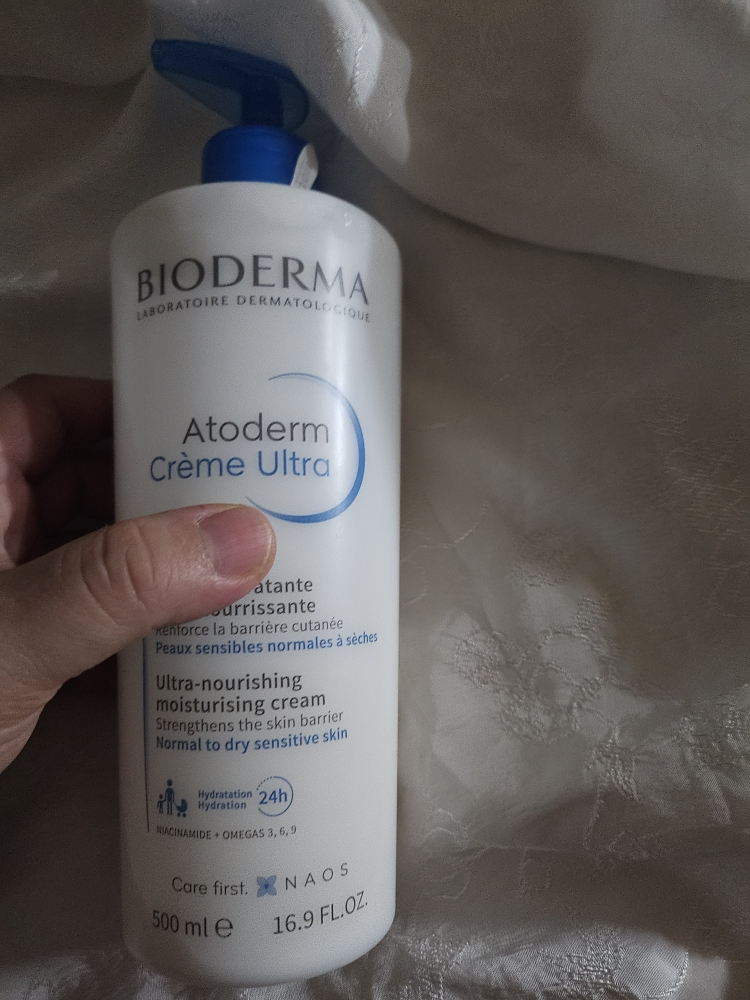 BIODERMA
LABORATOIRE DERMATOLOGIQUE
Atoderm
Crème Ultra
Renforce la barrière cutanée
Peaux sensibles normales à sèches
Ultra-nourishing
moisturising cream
Strengthens the skin barrier
Normal to dry sensitive skin
Hydratation
Hydration
24h
NIACINAMIDE + OMEGAS 3, 6, 9
Care first. NAOS
500 ml e 16.9 FL.OZ.